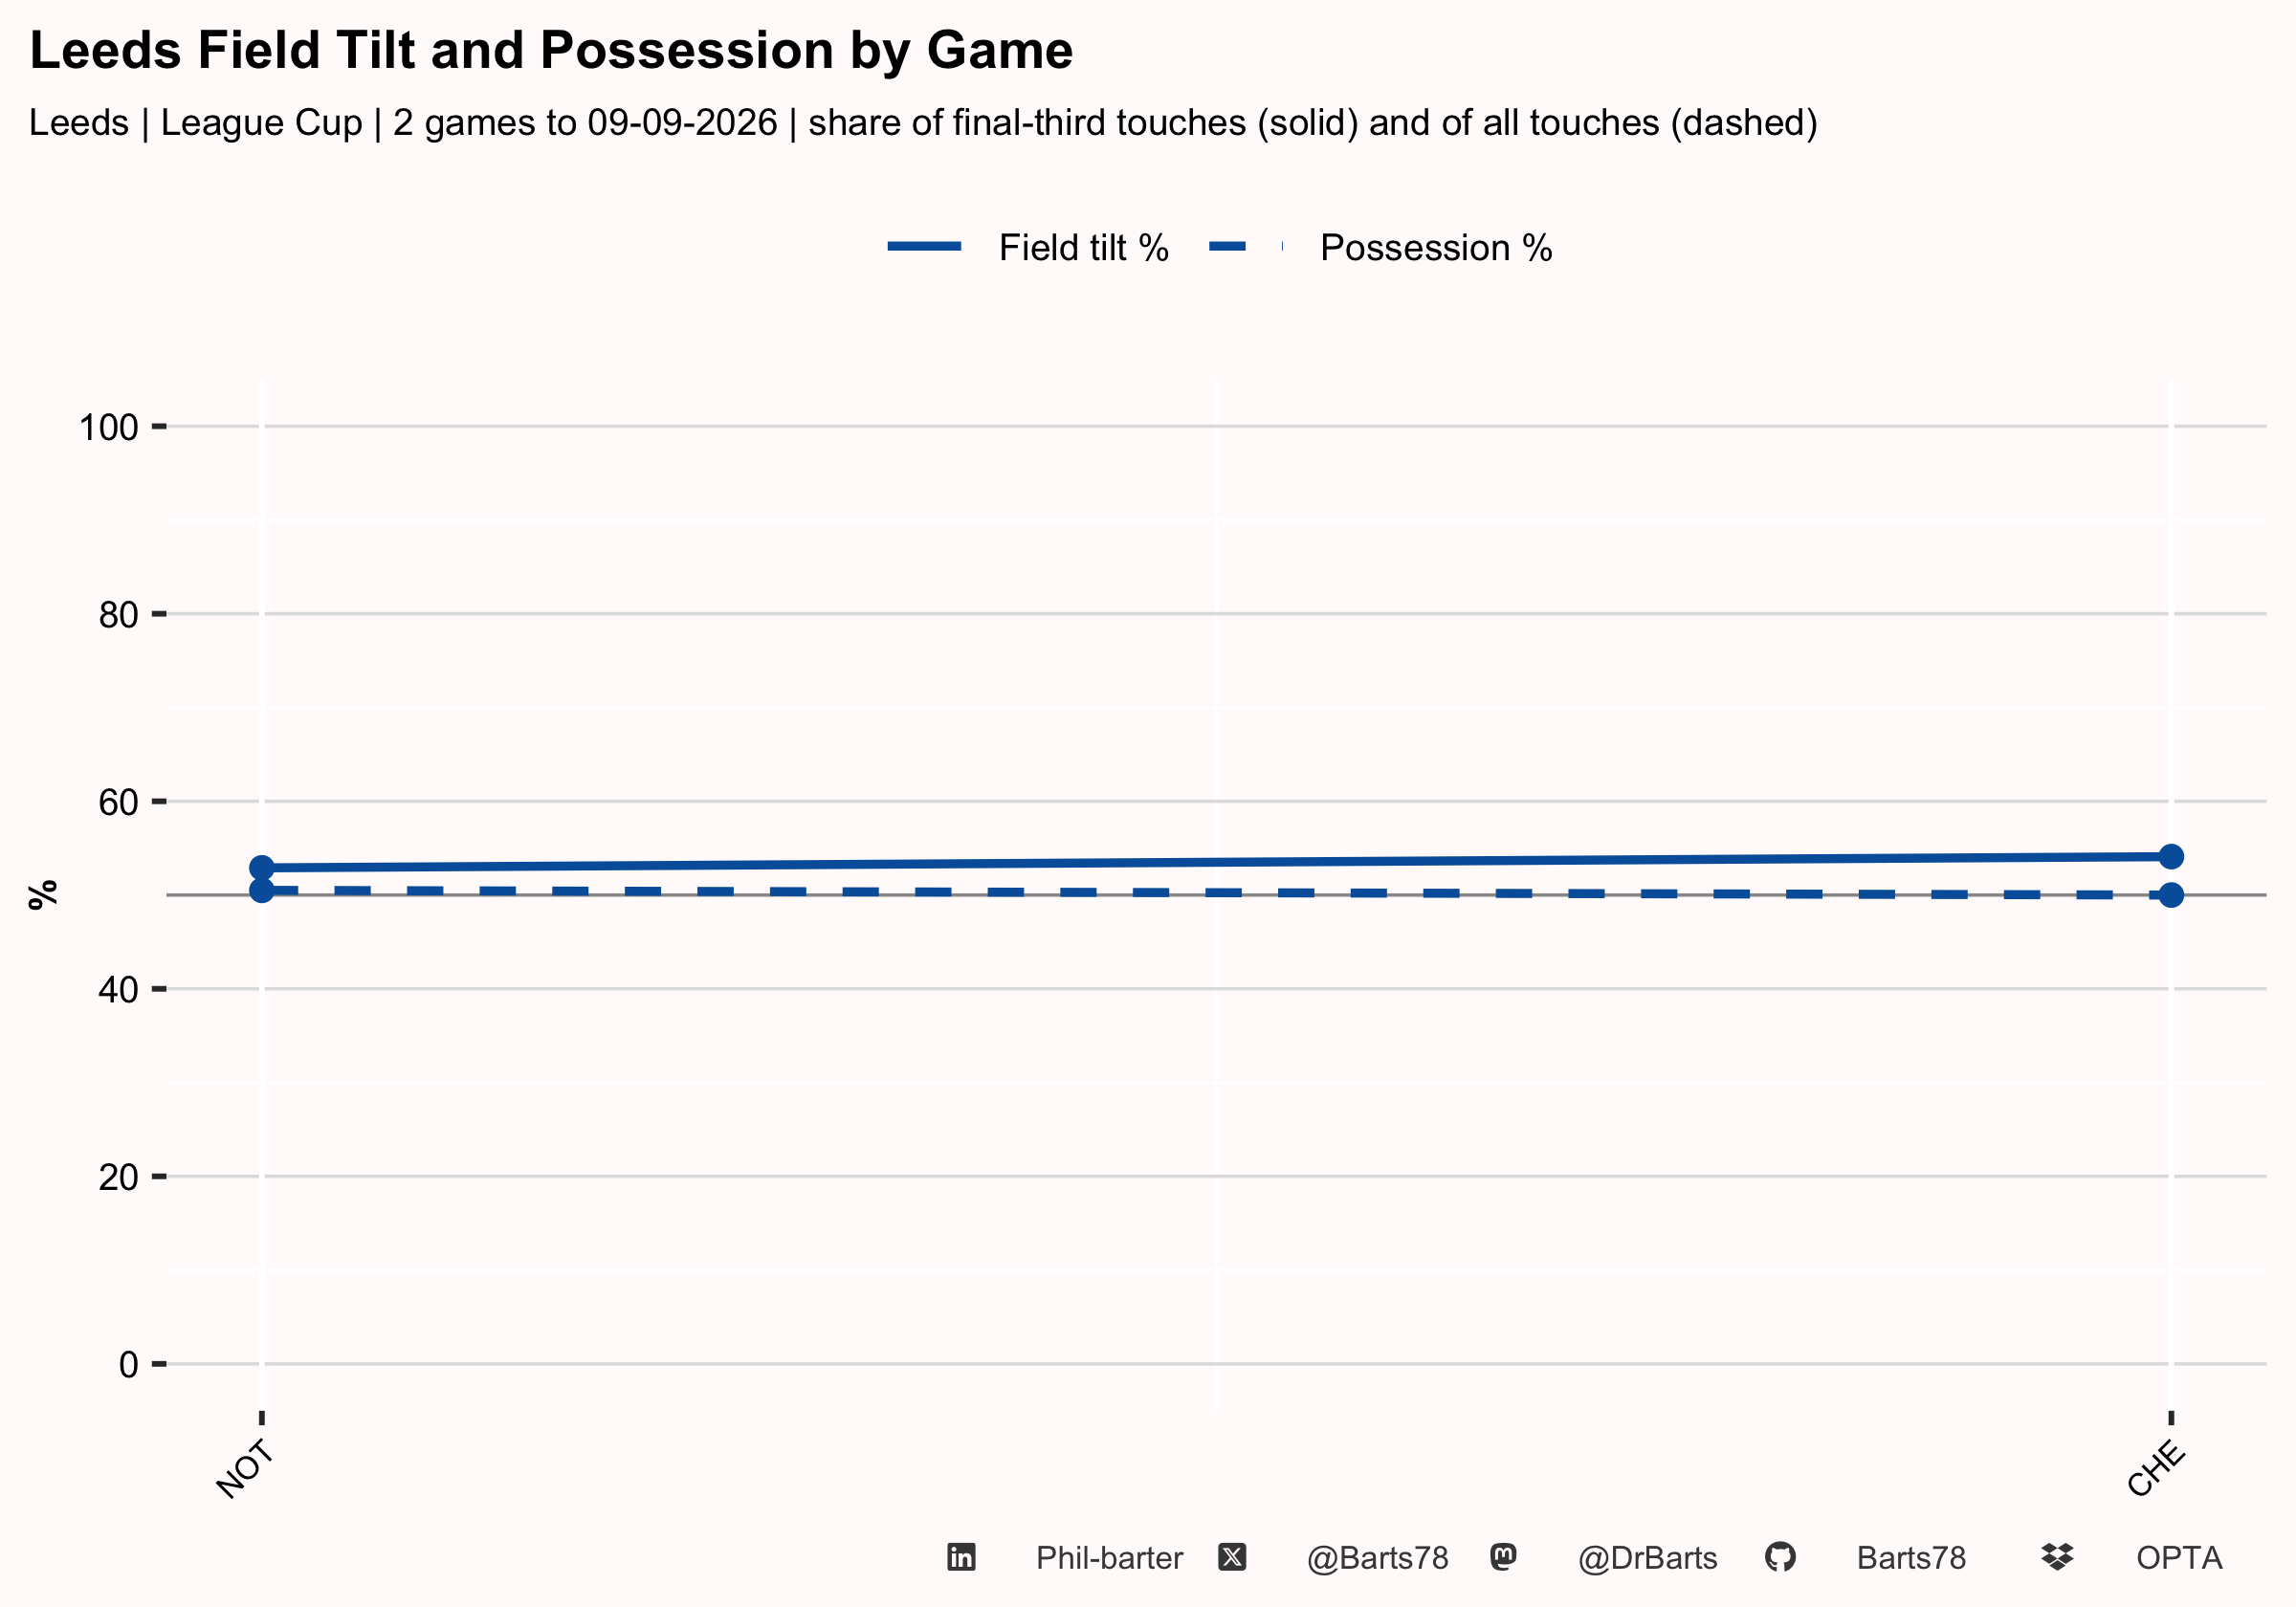 Leeds Field Tilt and Possession by Game
Leeds | League Cup | 2 games to 09-09-2026 | share of final-third touches (solid) and of all touches (dashed)
Field tilt % Possession %
100
80
60
%
40
20
0
NOT CHE
Phil-barter @Barts78 @DrBarts Barts78 OPTA